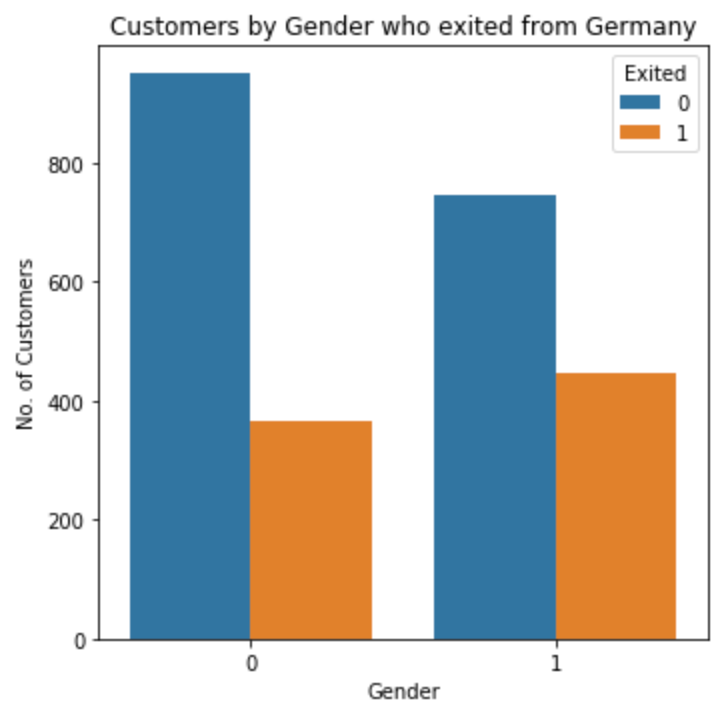 Customers by Gender who exited from Germany
Exited
0
1
800
600
400
200
0
No. of Customers
0 1
Gender